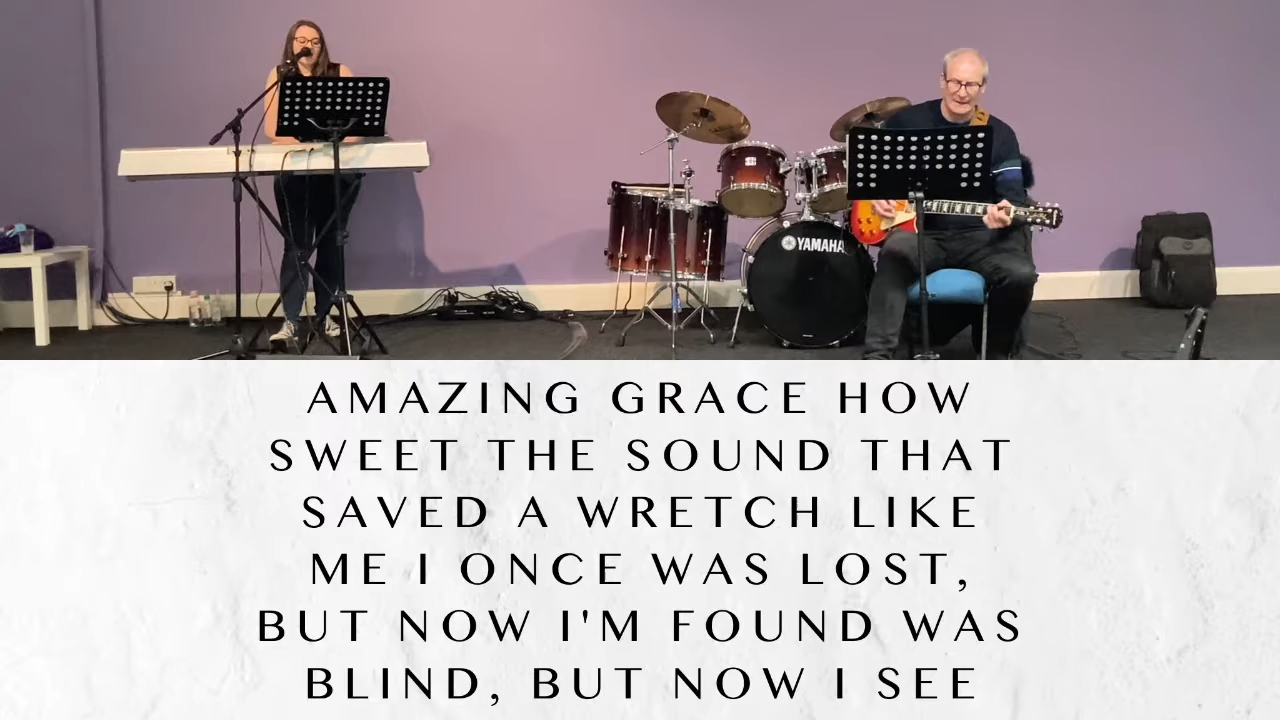 YAMAHA
AMAZING GRACE HOW
SWEET THE SOUND THAT
SAVED A WRETCH LIKE
ME I ONCE WAS LOST,
BUT NOW I'M FOUND WAS
BLIND, BUT NOW I SEE